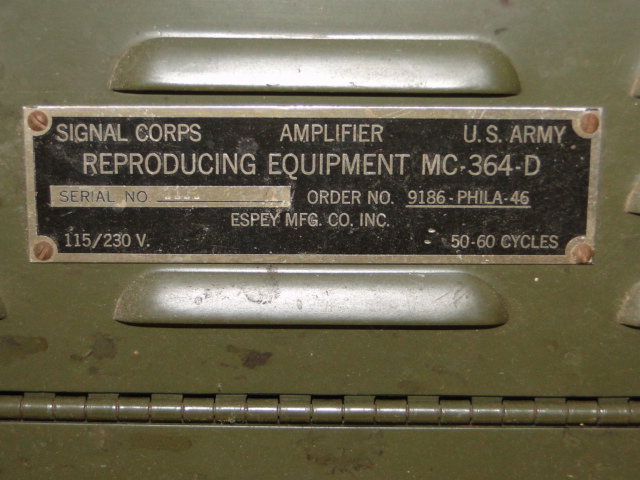 SIGNAL CORPS AMPLIFIER U.S. ARMY
REPRODUCING EQUIPMENT MC-364-D
SERIAL NO ORDER NO. 9186-PHILA-46
ESPEY MFG. CO. INC.
115/230 V. 50-60 CYCLES